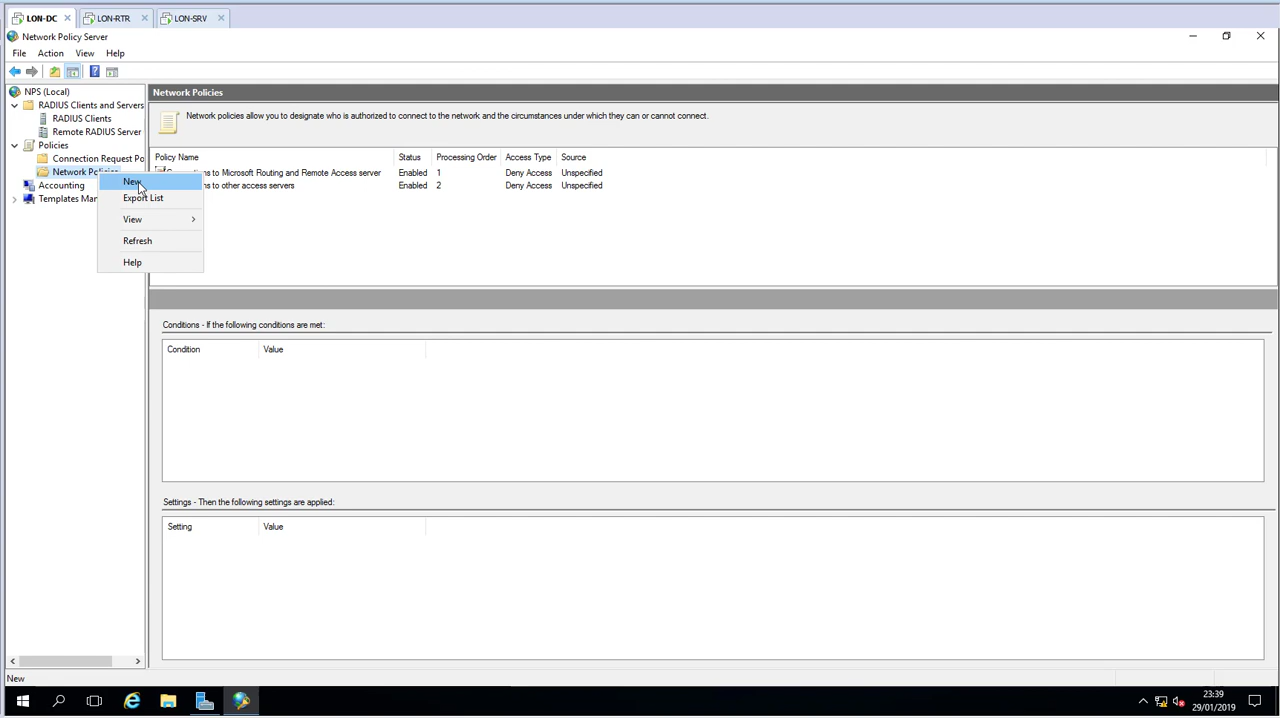 LON-DC LON-RTR LON-SRV
Network Policy Server
File Action View Help
NPS (Local)
RADIUS Clients and Servers
RADIUS Clients
Remote RADIUS Server
Policies
Connection Request Po
Network Policies
Accounting
Templates Man
New
Export List
View
Refresh
Help
Network Policies
Network policies allow you to designate who is authorized to connect to the network and the circumstances under which they can or cannot connect.
Policy Name Status Processing Order Access Type Source
to Microsoft Routing and Remote Access server Enabled 1 Deny Access Unspecified
to other access servers Enabled 2 Deny Access Unspecified
Conditions - If the following conditions are met:
Condition Value
Settings - Then the following settings are applied:
Setting Value
New
23:39
29/01/2019